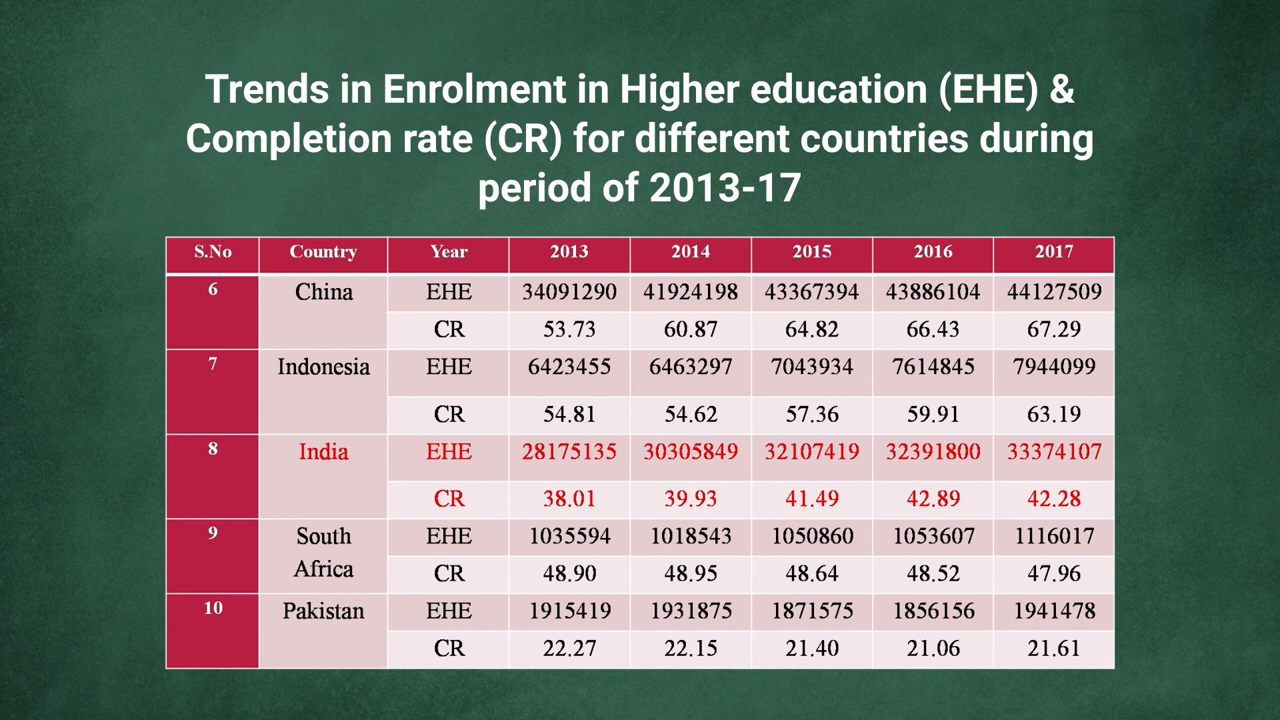 Trends in Enrolment in Higher education (EHE) &
Completion rate (CR) for different countries during
period of 2013-17
S.No Country Year 2013 2014 2015 2016 2017
6 China EHE 34091290 41924198 43367394 43886104 44127509
CR 53.73 60.87 64.82 66.43 67.29
7 Indonesia EHE 6423455 6463297 7043934 7614845 7944099
CR 54.81 54.62 57.36 59.91 63.19
8 India EHE 28175135 30305849 32107419 32391800 33374107
CR 38.01 39.93 41.49 42.89 42.28
9 South Africa EHE 1035594 1018543 1050860 1053607 1116017
CR 48.90 48.95 48.64 48.52 47.96
10 Pakistan EHE 1915419 1931875 1871575 1856156 1941478
CR 22.27 22.15 21.40 21.06 21.61